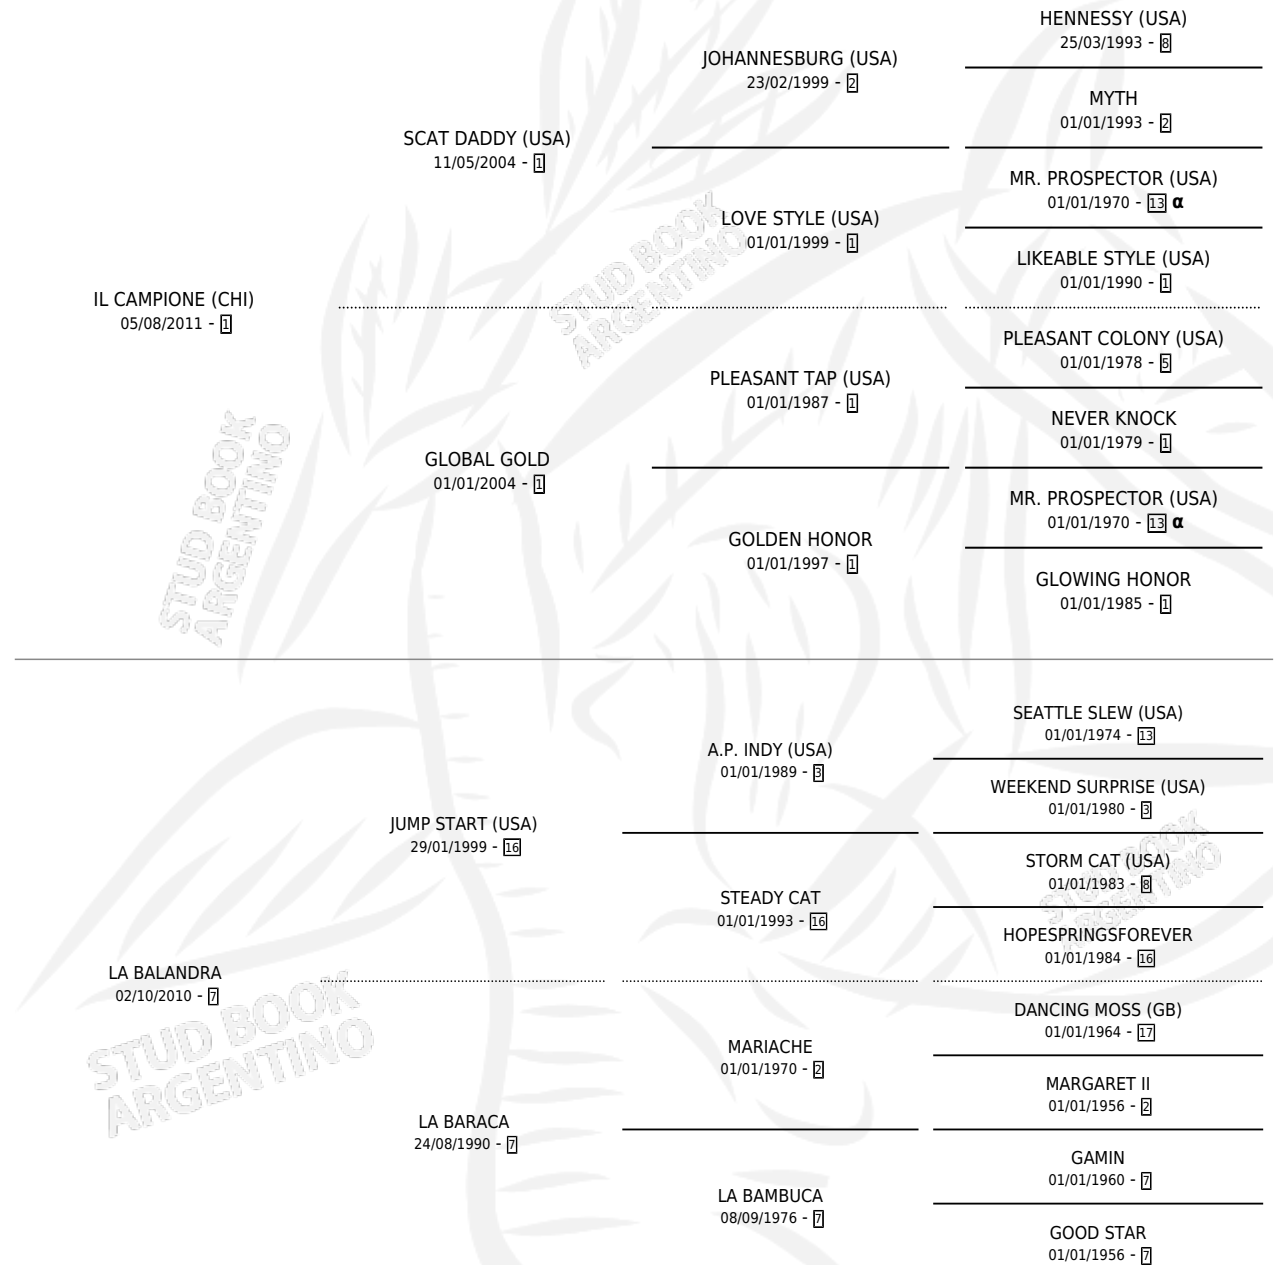 HENNESSY (USA)
25/03/1993 - 8
JOHANNESBURG (USA)
23/02/1999 - 2
MYTH
01/01/1993 - 2
SCAT DADDY (USA)
11/05/2004 - 1
MR. PROSPECTOR (USA)
01/01/1970 - 13 α
LOVE STYLE (USA)
01/01/1999 - 1
LIKEABLE STYLE (USA)
01/01/1990 - 1
STUD BOOK
ARGENTINO
IL CAMPIONE (CHI)
05/08/2011 - 1
PLEASANT COLONY (USA)
01/01/1978 - 5
PLEASANT TAP (USA)
01/01/1987 - 1
NEVER KNOCK
01/01/1979 - 1
GLOBAL GOLD
01/01/2004 - 1
MR. PROSPECTOR (USA)
01/01/1970 - 13 α
GOLDEN HONOR
01/01/1997 - 1
GLOWING HONOR
01/01/1985 - 1
STUD BOOK
ARGENTINO
SEATTLE SLEW (USA)
01/01/1974 - 13
A.P. INDY (USA)
01/01/1989 - 3
WEEKEND SURPRISE (USA)
01/01/1980 - 3
JUMP START (USA)
29/01/1999 - 16
STORM CAT (USA)
01/01/1983 - 8
STUD BOOK
ARGENTINO
STEADY CAT
01/01/1993 - 16
HOPESPRINGSFOREVER
01/01/1984 - 16
LA BALANDRA
02/10/2010 - 7
STUD BOOK
ARGENTINO
DANCING MOSS (GB)
01/01/1964 - 17
MARIACHE
01/01/1970 - 2
MARGARET II
01/01/1956 - 2
LA BARACA
24/08/1990 - 7
GAMIN
01/01/1960 - 7
LA BAMBUCA
08/09/1976 - 7
GOOD STAR
01/01/1956 - 7